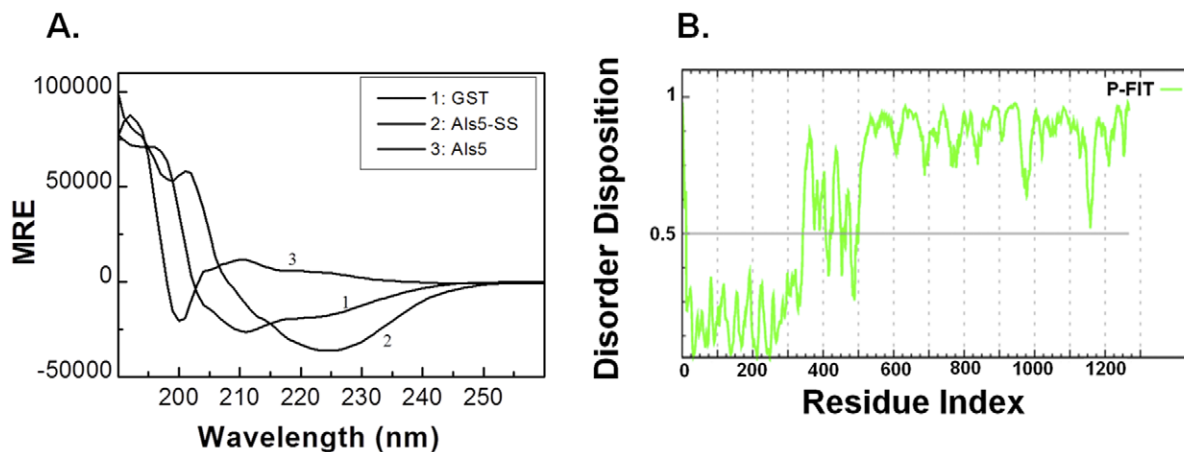 A.
100000
50000
0
-50000
MRE
200 210 220 230 240 250
Wavelength (nm)
1: GST
2: Als5-SS
3: Als5
3
1
2
B.
1
0.5
Disorder Disposition
P-FIT
0 200 400 600 800 1000 1200
Residue Index